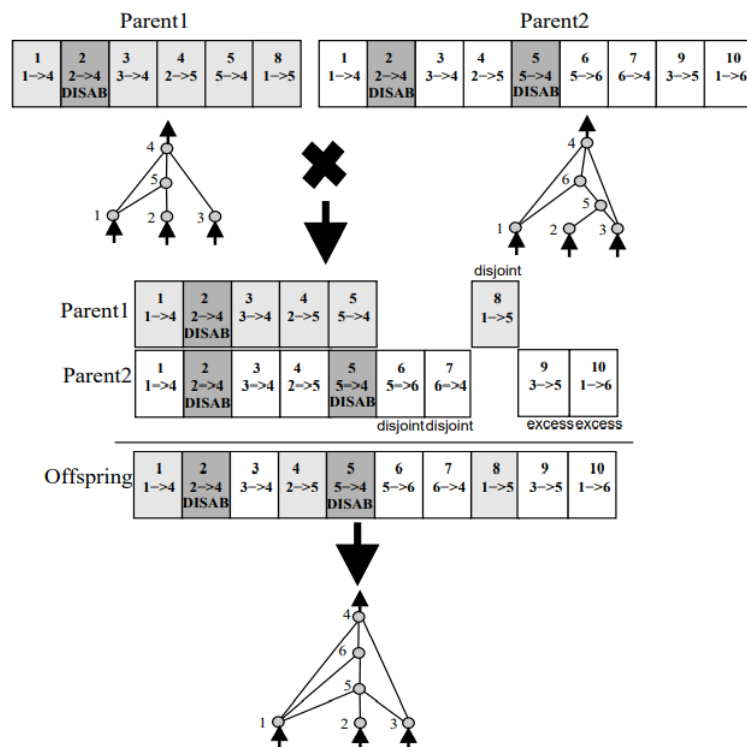 Parent1 Parent2
1 2 3 4 5 8 1 2 3 4 5 6 7 9 10
1−>4 2−>4 3−>4 2−>5 5−>4 1−>5 1−>4 2−>4 3−>4 2−>5 5−>4 5−>6 6−>4 3−>5 1−>6
DISAB DISAB DISAB
4 4
5 6
5
1 2 3 1 2 3
disjoint
Parent1 1 2 3 4 5 8
1−>4 2−>4 3−>4 2−>5 5−>4 1−>5
DISAB
Parent2 1 2 3 4 5 6 7 9 10
1−>4 2−>4 3−>4 2−>5 5−>4 5−>6 6−>4 3−>5 1−>6
DISAB DISAB
disjoint disjoint excess excess
Offspring 1 2 3 4 5 6 7 8 9 10
1−>4 2−>4 3−>4 2−>5 5−>4 5−>6 6−>4 1−>5 3−>5 1−>6
DISAB DISAB
4
6
5
1 2 3